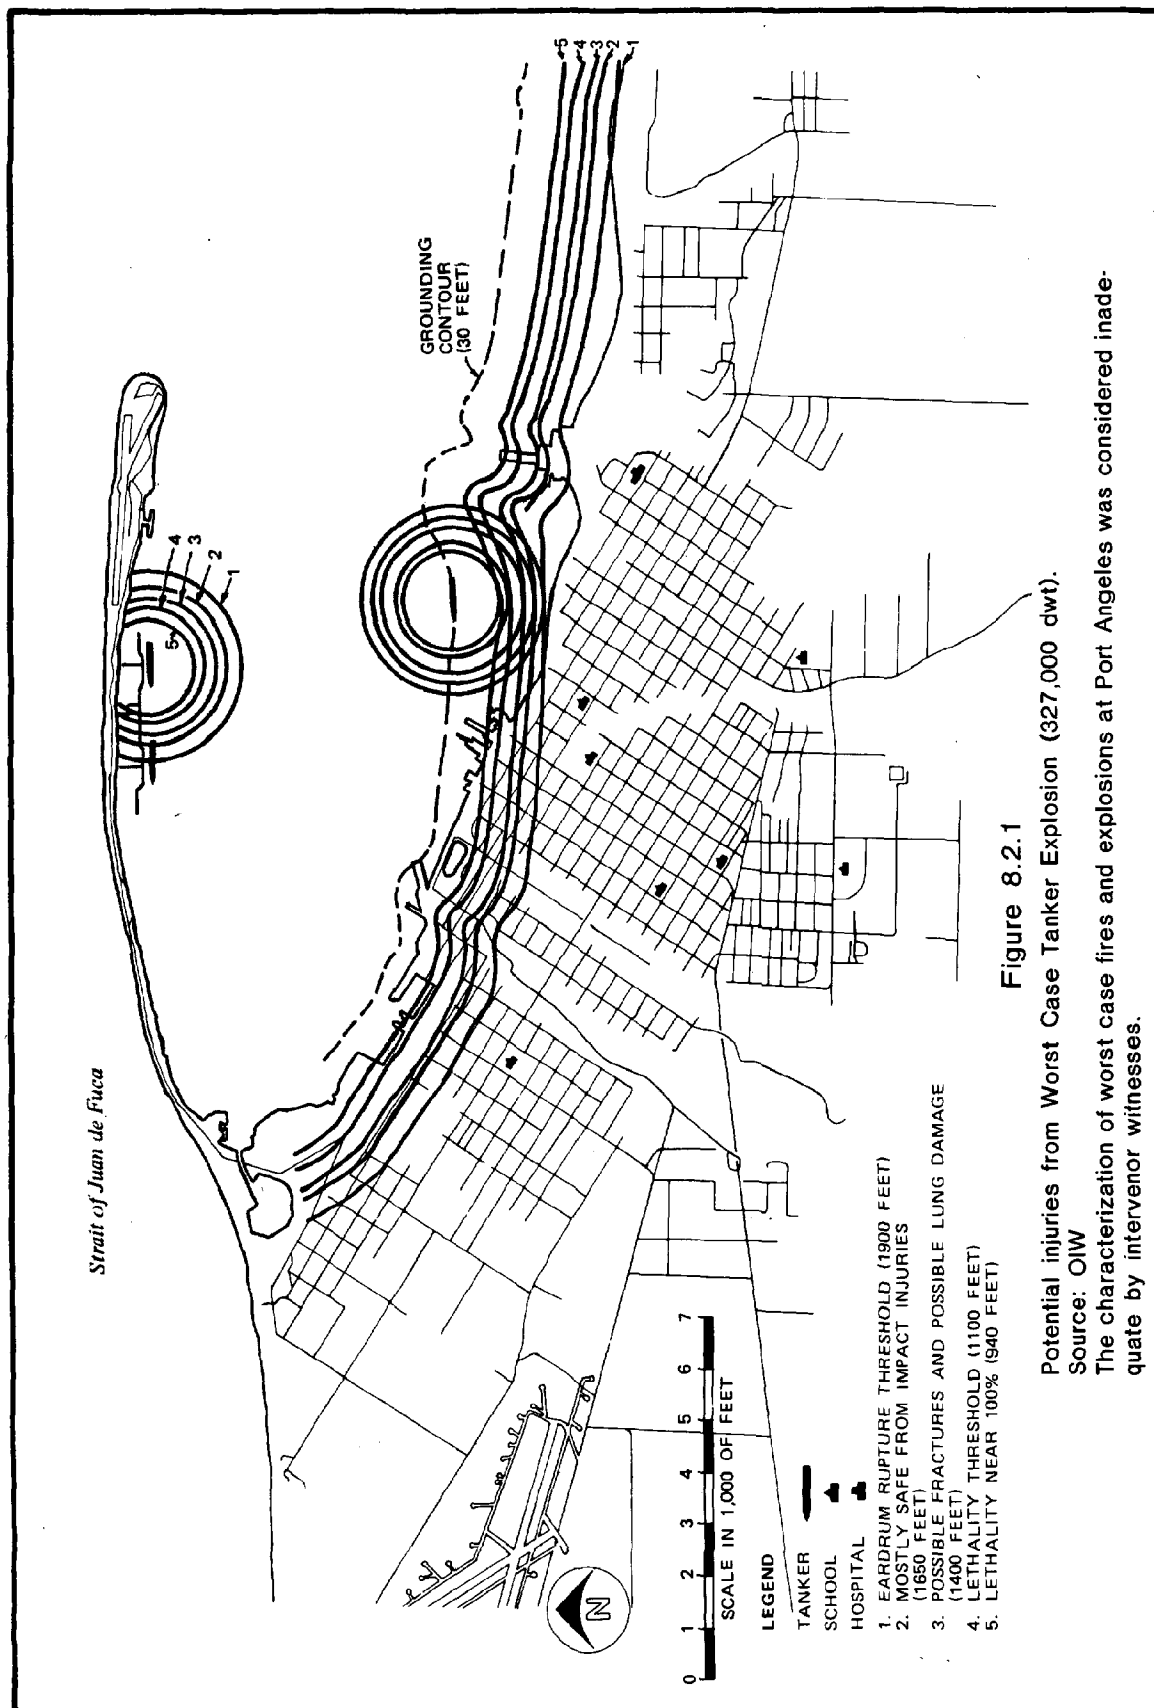 Strait of Juan de Fuca
5
4
3
2
1
4
3
2
1
5
GROUNDING
CONTOUR
(30 FEET)
N
0 1 2 3 4 5 6 7
SCALE IN 1,000 OF FEET
LEGEND
TANKER
SCHOOL
HOSPITAL
1. EARDRUM RUPTURE THRESHOLD (1900 FEET)
2. MOSTLY SAFE FROM IMPACT INJURIES
(1650 FEET)
3. POSSIBLE FRACTURES AND POSSIBLE LUNG DAMAGE
(1400 FEET)
4. LETHALITY THRESHOLD (1100 FEET)
5. LETHALITY NEAR 100% (940 FEET)
Figure 8.2.1
Potential injuries from Worst Case Tanker Explosion (327,000 dwt).
Source: OIW
The characterization of worst case fires and explosions at Port Angeles was considered inade-
quate by intervenor witnesses.